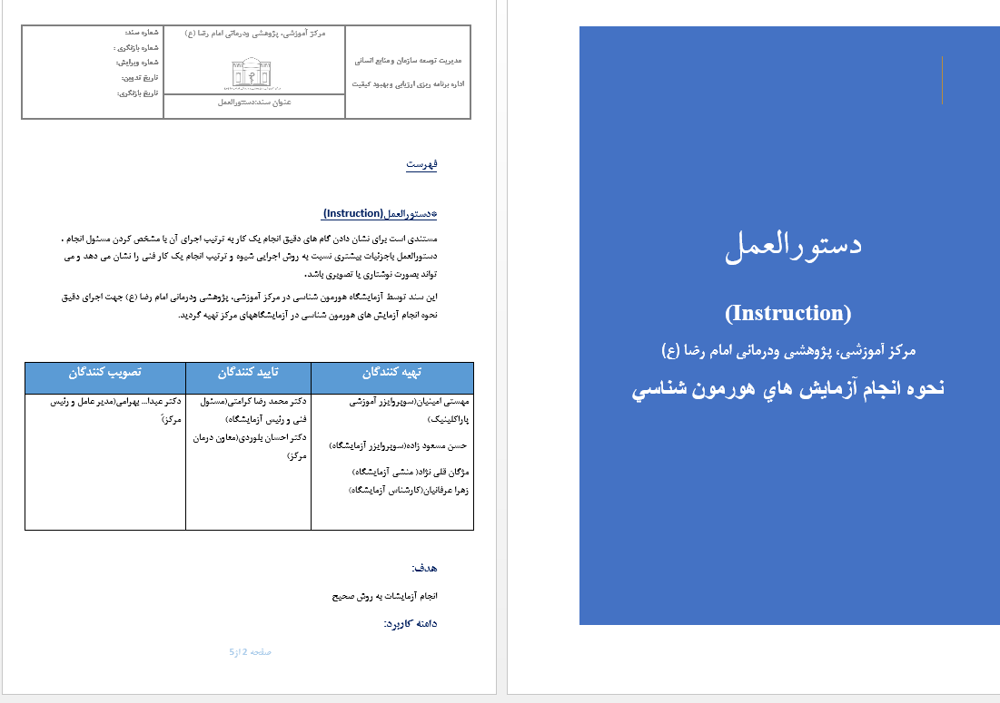 دستورالعمل
(Instruction)
مرکز آموزشی، پژوهشی ودرمانی امام رضا (ع)
نحوه انجام آزمايش هاي هورمون شناسي
مدیریت توسعه سازمان ومنابع انسانی
اداره برنامه ریزی ارزیابی و بهبود کیفیت
مرکز آموزشی، پژوهشی ودرمانی امام رضا (ع)
عنوان سند:دستورالعمل
شماره سند:
شماره بازنگری :
شماره ویرایش:
تاریخ تدوین:
تاریخ بازنگری:
فهرست
*دستورالعمل(Instruction)
مستندی است برای نشان دادن گام های دقیق انجام یک کار به ترتیب اجرای آن با مشخص کردن مسئول انجام .
دستورالعمل باجزئیات بیشتری نسبت به روش اجرایی شیوه و ترتیب انجام یک کار فنی را نشان می دهد و می
تواند بصورت نوشتاری یا تصویری باشد.
این سند توسط آزمایشگاه هورمون شناسی در مرکز آموزشی، پژوهشی ودرمانی امام رضا (ع) جهت اجرای دقیق
نحوه انجام آزمایش های هورمون شناسی در آزمایشگاههای مرکز تهیه گردید.
تهیه کنندگان
تایید کنندگان
تصویب کنندگان
مهستی امینیان(سوپروایزر آموزشی
پاراکلینیک)
حسن مسعود زاده(سوپروایزر آزمایشگاه)
مژگان قلی نژاد( منشی آزمایشگاه)
زهرا عرفانیان(کارشناس آزمایشگاه)
دکتر محمد رضا کرامتی(مسئول
فنی و رئیس آزمایشگاه)
دکتر احسان بلوردی(معاون درمان
مرکز)
دکتر عبدا... بهرامی(مدیر عامل و رئیس
مرکز)
هدف:
انجام آزمایشات به روش صحیح
دامنه کاربرد:
صفحه 2 از5